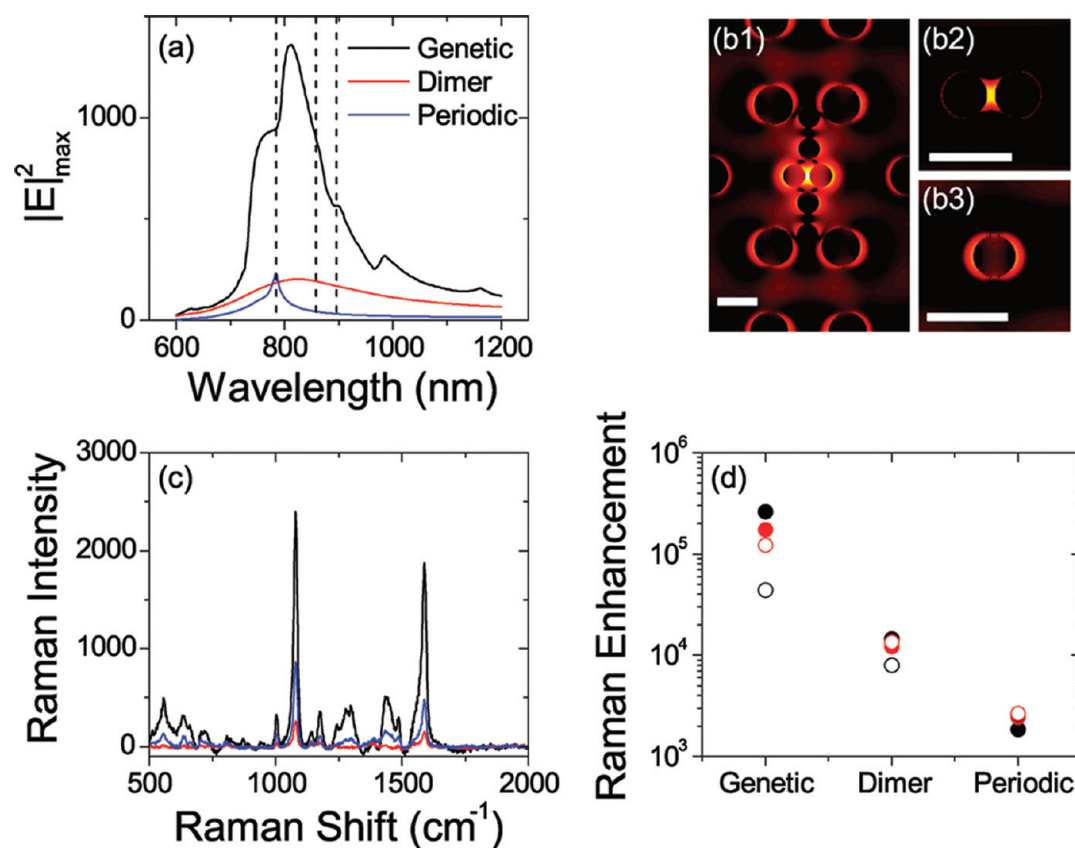 (a)
Genetic
Dimer
Periodic
|E|²max
1000
500
0
600 800 1000 1200
Wavelength (nm)
(b1)
(b2)
(b3)
(c)
Raman Intensity
3000
2000
1000
0
500 1000 1500 2000
Raman Shift (cm⁻¹)
(d)
Raman Enhancement
10⁶
10⁵
10⁴
10³
Genetic Dimer Periodic